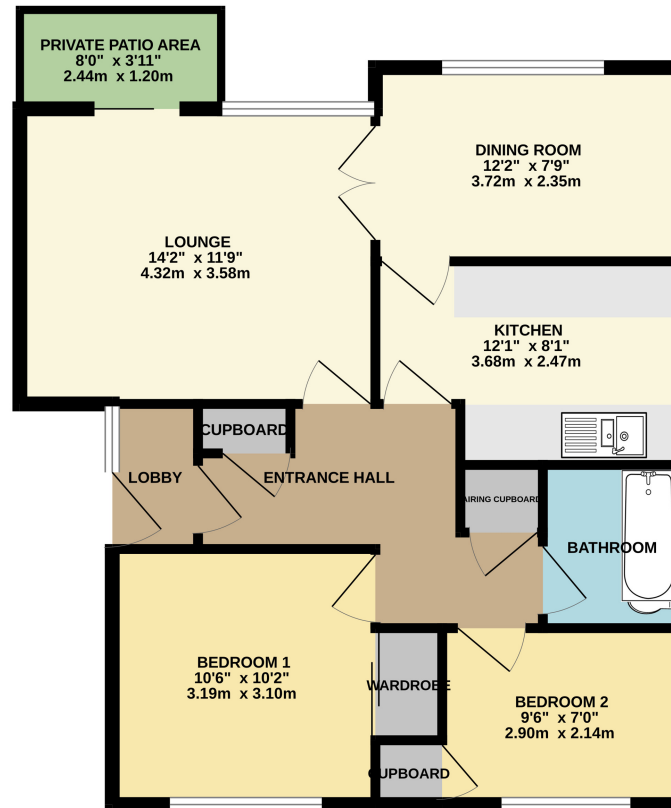 PRIVATE PATIO AREA
8'0" x 3'11"
2.44m x 1.20m
DINING ROOM
12'2" x 7'9"
3.72m x 2.35m
LOUNGE
14'2" x 11'9"
4.32m x 3.58m
KITCHEN
12'1" x 8'1"
3.68m x 2.47m
CUPBOARD
LOBBY
ENTRANCE HALL
AIRING CUPBOARD
BATHROOM
BEDROOM 1
10'6" x 10'2"
3.19m x 3.10m
WARDROBE
BEDROOM 2
9'6" x 7'0"
2.90m x 2.14m
CUPBOARD